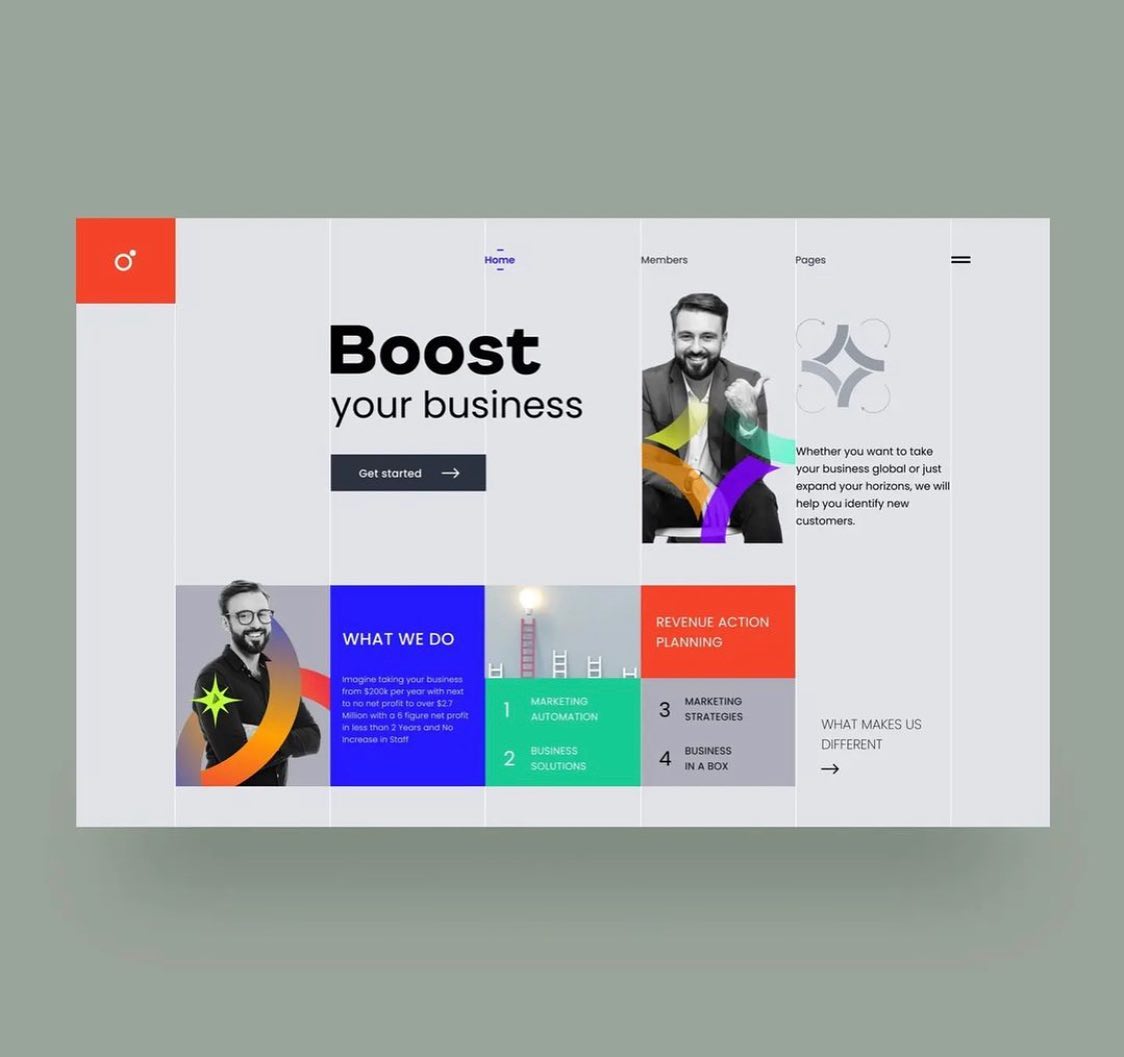 Home
Members
Pages
Boost
your business
Get started
Whether you want to take
your business global or just
expand your horizons, we will
help you identify new
customers.
WHAT WE DO
Imagine taking your business
from $200k per year with next
to no net profit to over $2.7
Million with a 6 figure net profit
in less than 2 Years and No
Increase in Staff
1
MARKETING
AUTOMATION
2
BUSINESS
SOLUTIONS
REVENUE ACTION
PLANNING
3
MARKETING
STRATEGIES
4
BUSINESS
IN A BOX
WHAT MAKES US
DIFFERENT